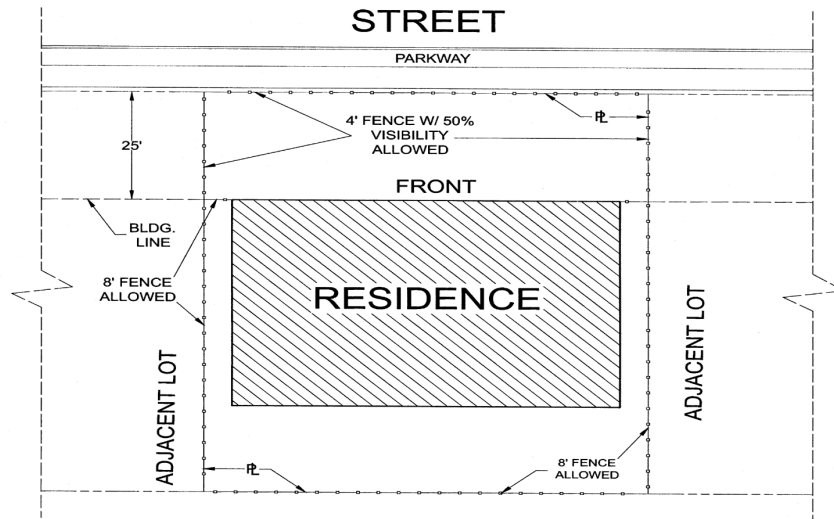 STREET
PARKWAY
4' FENCE W/ 50%
VISIBILITY
ALLOWED
PL
25'
FRONT
BLDG.
LINE
8' FENCE
ALLOWED
RESIDENCE
ADJACENT LOT
ADJACENT LOT
PL
8' FENCE
ALLOWED